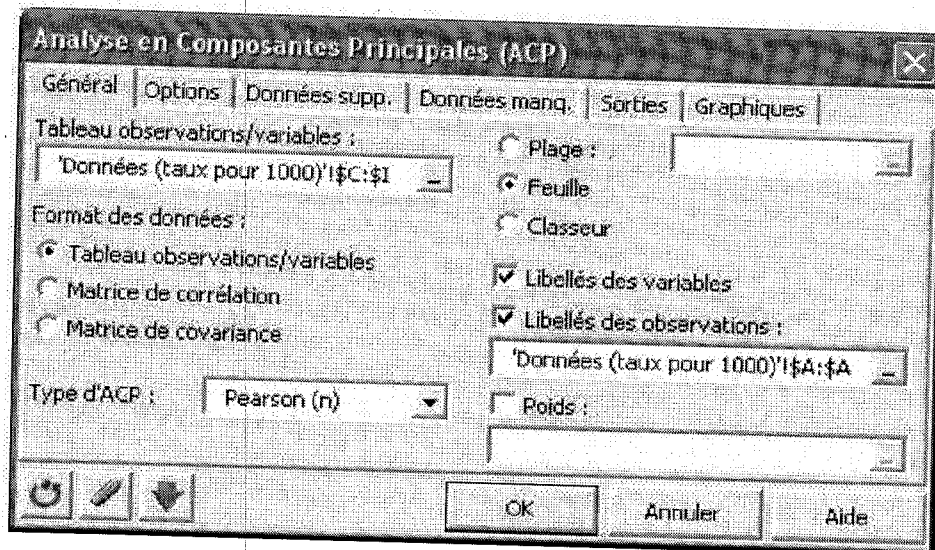 Analyse en Composantes Principales (ACP)
Général Options Données supp. Données manq. Sorties Graphiques
Tableau observations/variables :
'Données (taux pour 1000)'!$C:$I
Format des données :
Tableau observations/variables
Matrice de corrélation
Matrice de covariance
Type d'ACP : Pearson (n)
Plage :
Feuille
Classeur
Libellés des variables
Libellés des observations :
'Données (taux pour 1000)'!$A:$A
Poids :
OK Annuler Aide